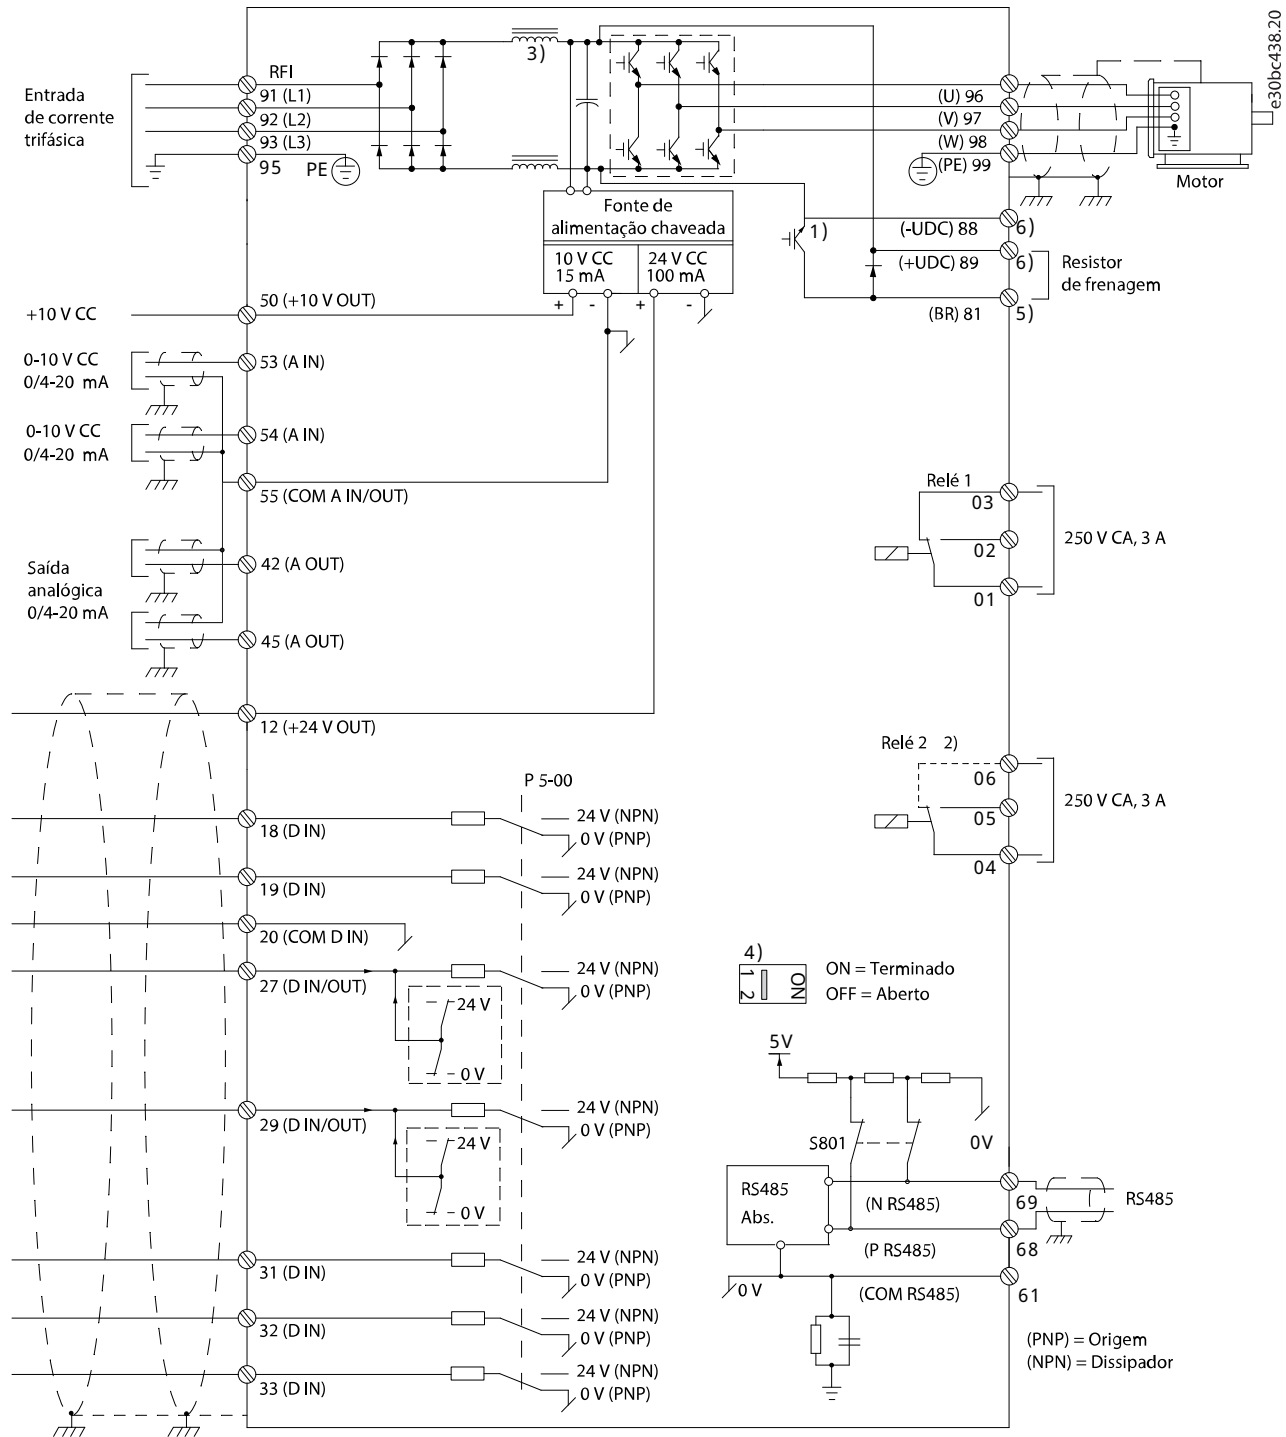 e30bc438.20
Entrada
de corrente
trifásica
RFI
91 (L1)
92 (L2)
93 (L3)
95
PE
3)
(U) 96
(V) 97
(W) 98
(PE) 99
Motor
Fonte de
alimentação chaveada
10 V CC
15 mA
24 V CC
100 mA
+
-
+
-
1)
(-UDC) 88
6)
(+UDC) 89
6)
(BR) 81
5)
Resistor
de frenagem
+10 V CC
50 (+10 V OUT)
0-10 V CC
0/4-20 mA
53 (A IN)
0-10 V CC
0/4-20 mA
54 (A IN)
55 (COM A IN/OUT)
Saída
analógica
0/4-20 mA
42 (A OUT)
45 (A OUT)
12 (+24 V OUT)
Relé 1
03
02
01
250 V CA, 3 A
Relé 2 2)
06
05
04
250 V CA, 3 A
P 5-00
18 (D IN)
24 V (NPN)
0 V (PNP)
19 (D IN)
24 V (NPN)
0 V (PNP)
20 (COM D IN)
27 (D IN/OUT)
24 V (NPN)
0 V (PNP)
24 V
0 V
29 (D IN/OUT)
24 V (NPN)
0 V (PNP)
24 V
0 V
31 (D IN)
24 V (NPN)
0 V (PNP)
32 (D IN)
24 V (NPN)
0 V (PNP)
33 (D IN)
24 V (NPN)
0 V (PNP)
4)
1 2
ON
ON = Terminado
OFF = Aberto
5V
S801
0V
RS485
Abs.
(N RS485)
69
RS485
(P RS485)
68
0 V
(COM RS485)
61
(PNP) = Origem
(NPN) = Dissipador